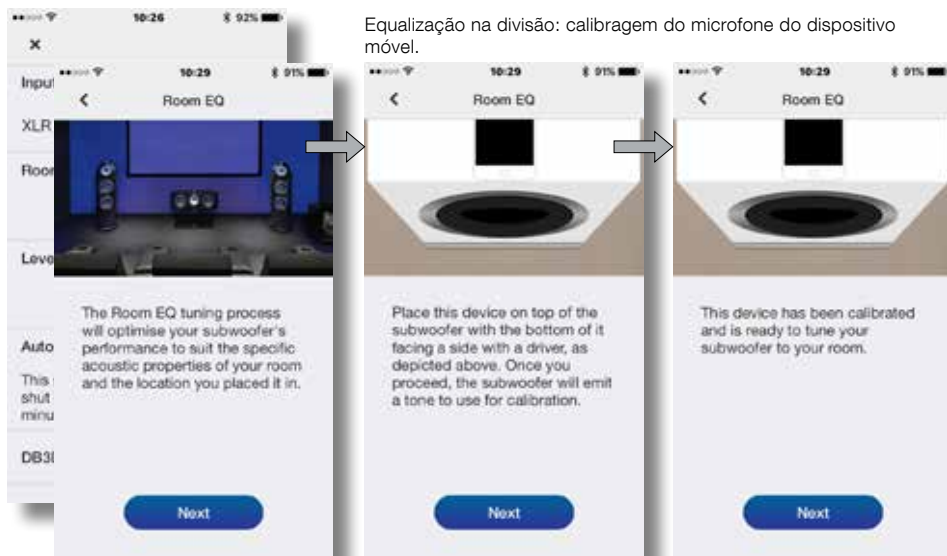 Equalização na divisão: calibragem do microfone do dispositivo
móvel.
10:26
92%
×
Input
XLR
Room
Level
Auto
This
shut
minu
DB3
10:29
91%
Room EQ
The Room EQ tuning process
will optimise your subwoofer's
performance to suit the specific
acoustic properties of your room
and the location you placed it in.
Next
10:29
91%
Room EQ
Place this device on top of the
subwoofer with the bottom of it
facing a side with a driver, as
depicted above. Once you
proceed, the subwoofer will emit
a tone to use for calibration.
Next
10:29
91%
Room EQ
This device has been calibrated
and is ready to tune your
subwoofer to your room.
Next